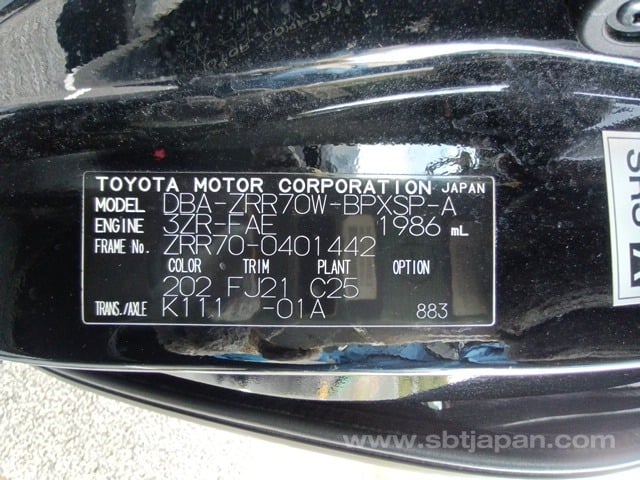 TOYOTA MOTOR CORPORATION JAPAN
MODEL DBA-ZRR70W-BPXSP-A
ENGINE 3ZR-FAE 1986 mL
FRAME No. ZRR70-0401442
COLOR TRIM PLANT OPTION
202 FJ21 C25
TRANS./AXLE K111 -01A 883
www.sbtjapan.com